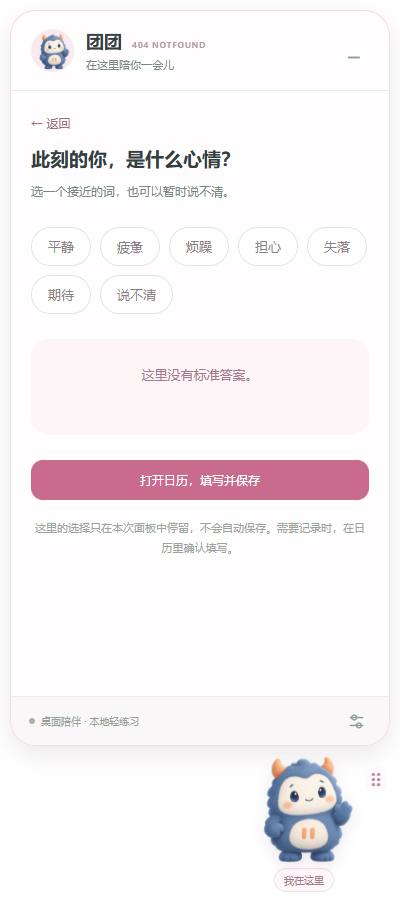 团团 404 NOTFOUND
在这里陪你一会儿
← 返回
此刻的你，是什么心情？
选一个接近的词，也可以暂时说不清。
平静 疲惫 烦躁 担心 失落
期待 说不清
这里没有标准答案。
打开日历，填写并保存
这里的选择只在本次面板中停留，不会自动保存。需要记录时，在日
历里确认填写。
桌面陪伴 · 本地轻练习
我在这里